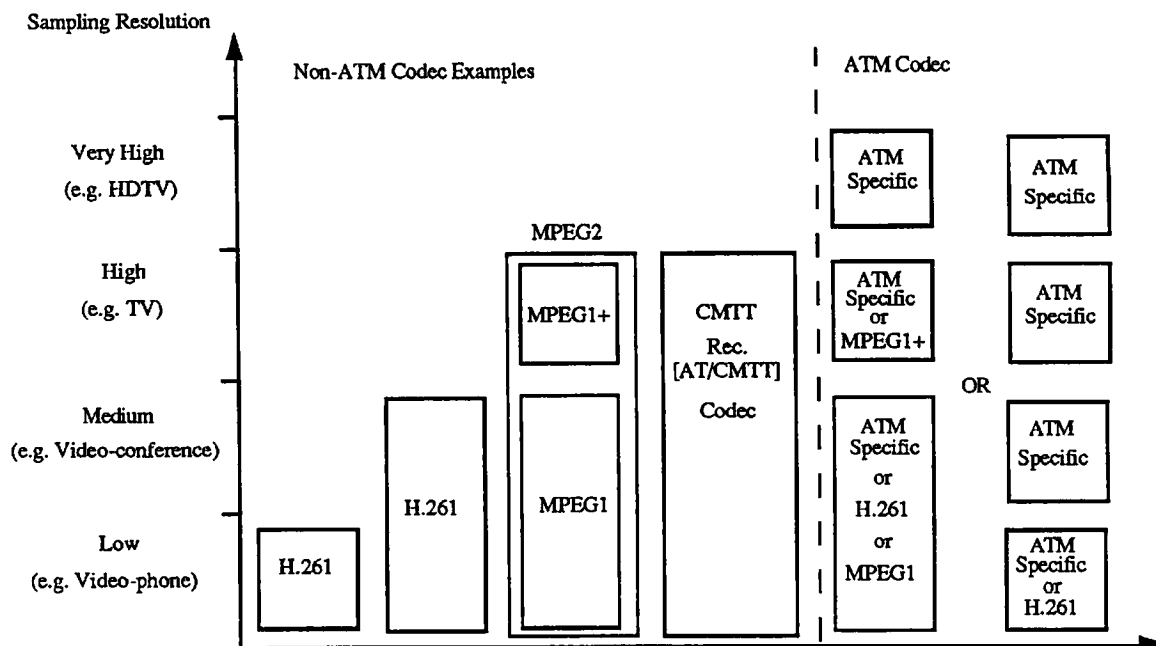 Sampling Resolution
Non-ATM Codec Examples
ATM Codec
Very High
(e.g. HDTV)
High
(e.g. TV)
Medium
(e.g. Video-conference)
Low
(e.g. Video-phone)
H.261
H.261
MPEG2
MPEG1+
MPEG1
CMTT
Rec.
[AT/CMTT]
Codec
ATM
Specific
ATM
Specific
or
MPEG1+
ATM
Specific
or
H.261
or
MPEG1
OR
ATM
Specific
ATM
Specific
ATM
Specific
ATM
Specific
or
H.261